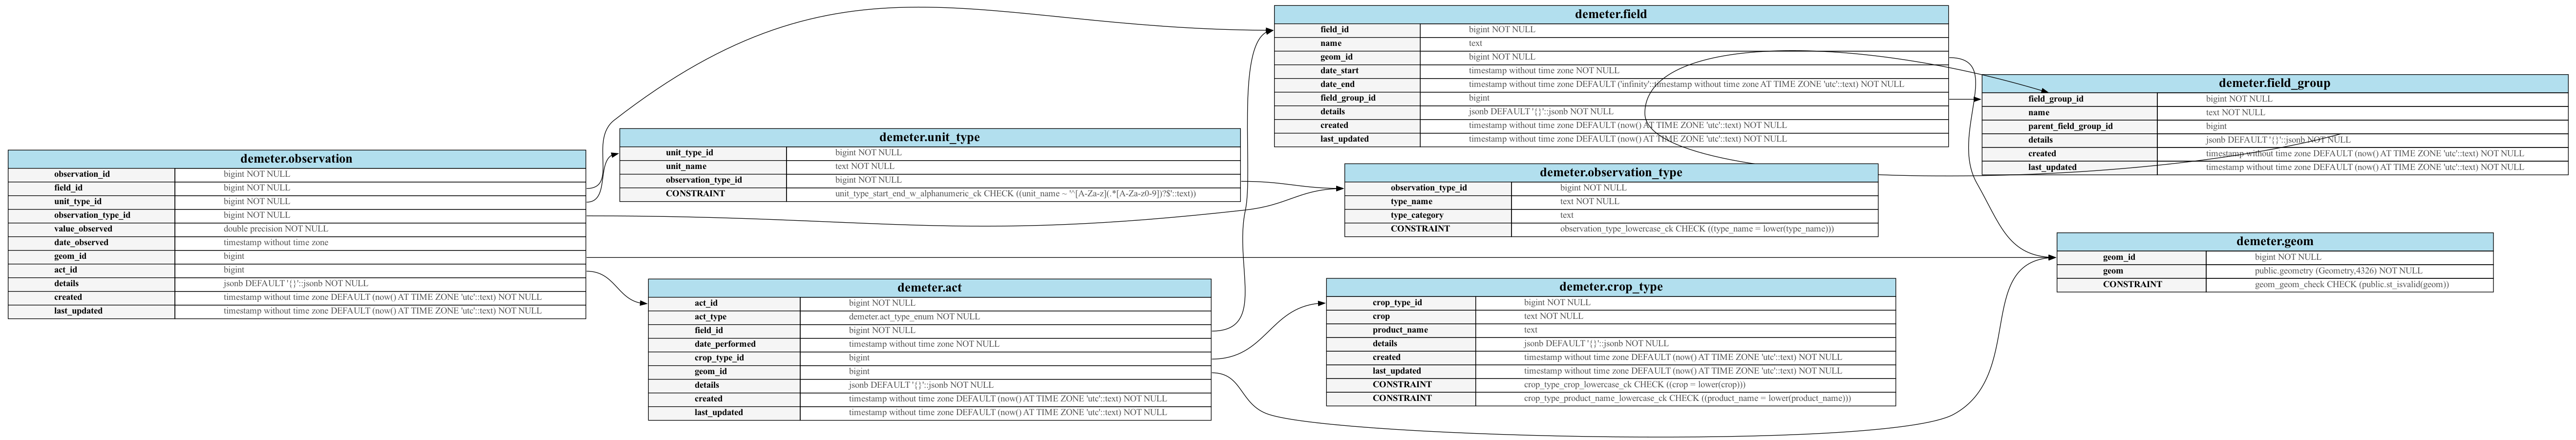 demeter.observation
observation_id bigint NOT NULL
field_id bigint NOT NULL
unit_type_id bigint NOT NULL
observation_type_id bigint NOT NULL
value_observed double precision NOT NULL
date_observed timestamp without time zone
geom_id bigint
act_id bigint
details jsonb DEFAULT '{}'::jsonb NOT NULL
created timestamp without time zone DEFAULT (now() AT TIME ZONE 'utc'::text) NOT NULL
last_updated timestamp without time zone DEFAULT (now() AT TIME ZONE 'utc'::text) NOT NULL
demeter.unit_type
unit_type_id bigint NOT NULL
unit_name text NOT NULL
observation_type_id bigint NOT NULL
CONSTRAINT unit_type_start_end_w_alphanumeric_ck CHECK ((unit_name ~ '^[A-Za-z](.*[A-Za-z0-9])?$'::text))
demeter.act
act_id bigint NOT NULL
act_type demeter.act_type_enum NOT NULL
field_id bigint NOT NULL
date_performed timestamp without time zone NOT NULL
crop_type_id bigint
geom_id bigint
details jsonb DEFAULT '{}'::jsonb NOT NULL
created timestamp without time zone DEFAULT (now() AT TIME ZONE 'utc'::text) NOT NULL
last_updated timestamp without time zone DEFAULT (now() AT TIME ZONE 'utc'::text) NOT NULL
demeter.field
field_id bigint NOT NULL
name text
geom_id bigint NOT NULL
date_start timestamp without time zone NOT NULL
date_end timestamp without time zone DEFAULT ('infinity'::timestamp without time zone AT TIME ZONE 'utc'::text) NOT NULL
field_group_id bigint
details jsonb DEFAULT '{}'::jsonb NOT NULL
created timestamp without time zone DEFAULT (now() AT TIME ZONE 'utc'::text) NOT NULL
last_updated timestamp without time zone DEFAULT (now() AT TIME ZONE 'utc'::text) NOT NULL
demeter.observation_type
observation_type_id bigint NOT NULL
type_name text NOT NULL
type_category text
CONSTRAINT observation_type_lowercase_ck CHECK ((type_name = lower(type_name)))
demeter.crop_type
crop_type_id bigint NOT NULL
crop text NOT NULL
product_name text
details jsonb DEFAULT '{}'::jsonb NOT NULL
created timestamp without time zone DEFAULT (now() AT TIME ZONE 'utc'::text) NOT NULL
last_updated timestamp without time zone DEFAULT (now() AT TIME ZONE 'utc'::text) NOT NULL
CONSTRAINT crop_type_crop_lowercase_ck CHECK ((crop = lower(crop)))
CONSTRAINT crop_type_product_name_lowercase_ck CHECK ((product_name = lower(product_name)))
demeter.field_group
field_group_id bigint NOT NULL
name text NOT NULL
parent_field_group_id bigint
details jsonb DEFAULT '{}'::jsonb NOT NULL
created timestamp without time zone DEFAULT (now() AT TIME ZONE 'utc'::text) NOT NULL
last_updated timestamp without time zone DEFAULT (now() AT TIME ZONE 'utc'::text) NOT NULL
demeter.geom
geom_id bigint NOT NULL
geom public.geometry (Geometry,4326) NOT NULL
CONSTRAINT geom_geom_check CHECK (public.st_isvalid(geom))